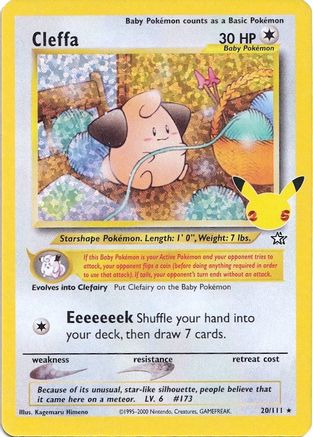 Baby Pokémon counts as a Basic Pokémon
Cleffa
30 HP
Baby Pokémon
25
Starshape Pokémon. Length: 1' 0", Weight: 7 lbs.
If this Baby Pokémon is your Active Pokémon and your opponent tries to
attack, your opponent flips a coin (before doing anything required in order
to use that attack). If tails, your opponent's turn ends without an attack.
Evolves into Clefairy Put Clefairy on the Baby Pokémon
Eeeeeeek Shuffle your hand into
your deck, then draw 7 cards.
weakness resistance retreat cost
Because of its unusual, star-like silhouette, people believe that
it came here on a meteor. LV. 6 #173
Illus. Kagemaru Himeno ©1995-2000 Nintendo, Creatures, GAMEFREAK. 20/111 ★